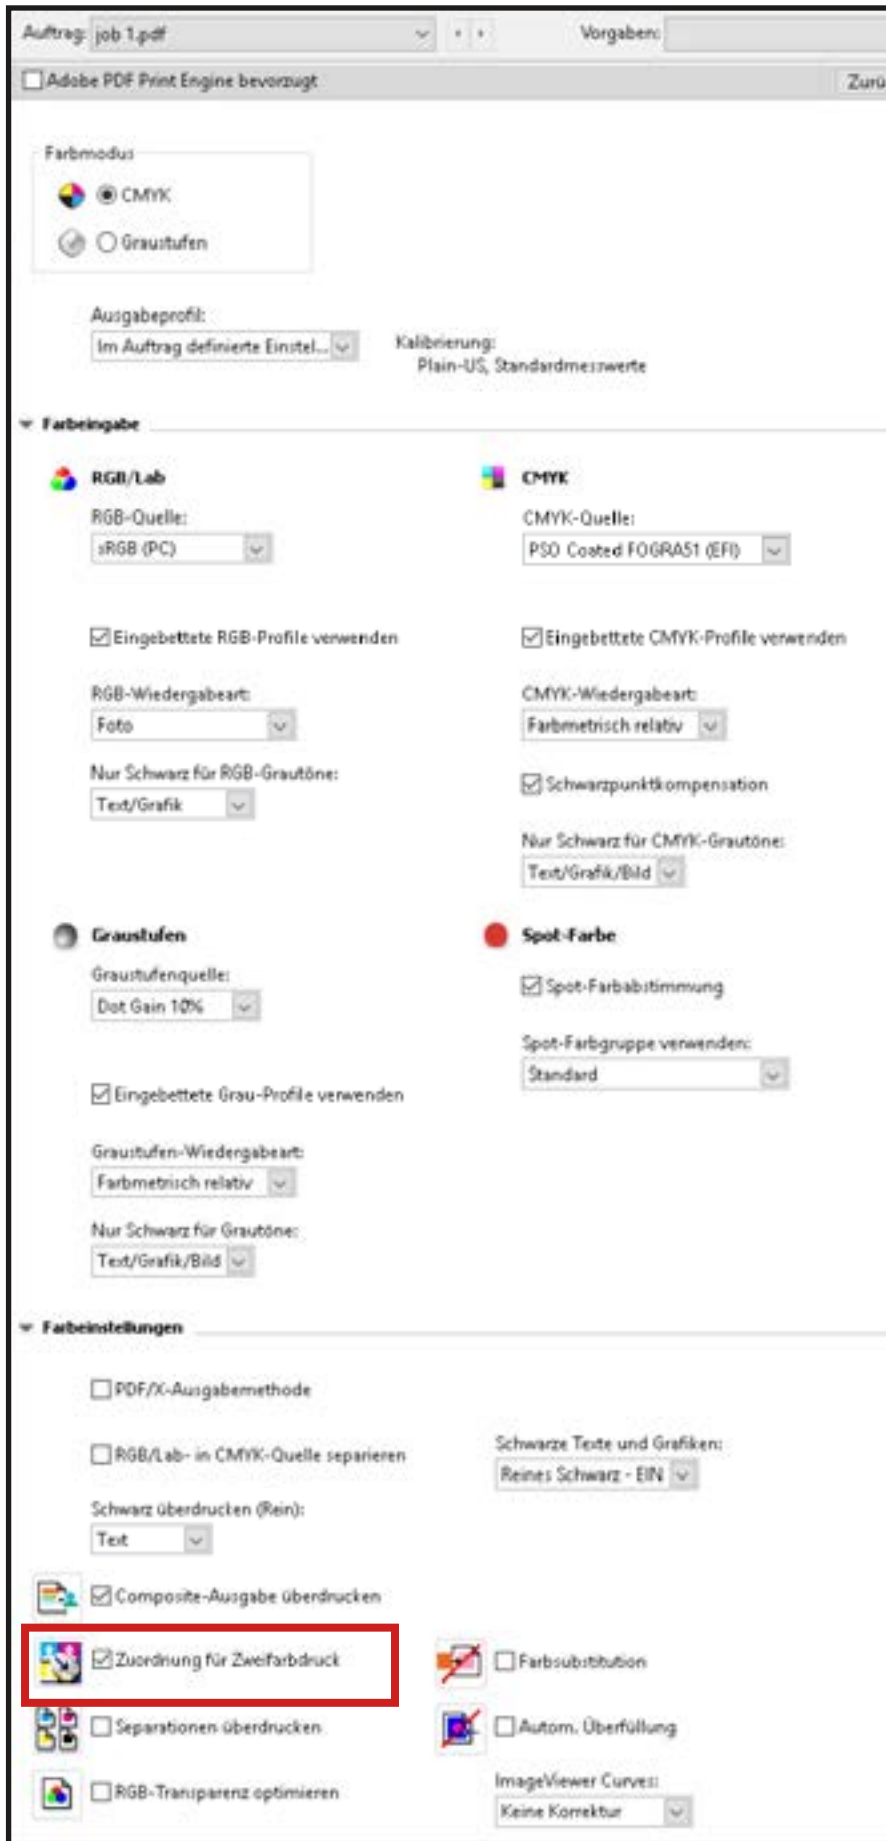 Auftrag: job 1.pdf Vorgaben:
Adobe PDF Print Engine bevorzugt Zurü
Farbmodus
CMYK
Graustufen
Ausgabeprofil:
Im Auftrag definierte Einstel...
Kalibrierung:
Plain-US, Standardmesswerte
Farbeingabe
RGB/Lab
RGB-Quelle:
sRGB (PC)
Eingebettete RGB-Profile verwenden
RGB-Wiedergabeart:
Foto
Nur Schwarz für RGB-Grautöne:
Text/Grafik
CMYK
CMYK-Quelle:
PSO Coated FOGRA51 (EFI)
Eingebettete CMYK-Profile verwenden
CMYK-Wiedergabeart:
Farbmetrisch relativ
Schwarzpunktkompensation
Nur Schwarz für CMYK-Grautöne:
Text/Grafik/Bild
Graustufen
Graustufenquelle:
Dot Gain 10%
Eingebettete Grau-Profile verwenden
Graustufen-Wiedergabeart:
Farbmetrisch relativ
Nur Schwarz für Grautöne:
Text/Grafik/Bild
Spot-Farbe
Spot-Farbabstimmung
Spot-Farbgruppe verwenden:
Standard
Farbeinstellungen
PDF/X-Ausgabemethode
RGB/Lab- in CMYK-Quelle separieren
Schwarze Texte und Grafiken:
Reines Schwarz - EIN
Schwarz überdrucken (Rein):
Text
Composite-Ausgabe überdrucken
Zuordnung für Zweifarbdruck
Farbsubstitution
Separationen überdrucken
Autom. Überfüllung
RGB-Transparenz optimieren
ImageViewer Curves:
Keine Korrektur